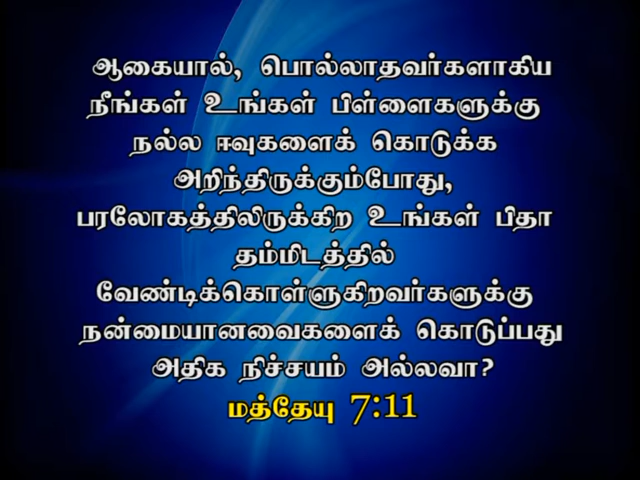 ஆகையால், பொல்லாதவர்களாகிய
நீங்கள் உங்கள் பிள்ளைகளுக்கு
நல்ல ஈவுகளைக் கொடுக்க
அறிந்திருக்கும்போது,
பரலோகத்திலிருக்கிற உங்கள் பிதா
தம்மிடத்தில்
வேண்டிக்கொள்ளுகிறவர்களுக்கு
நன்மையானவைகளைக் கொடுப்பது
அதிக நிச்சயம் அல்லவா?
மத்தேயு 7:11